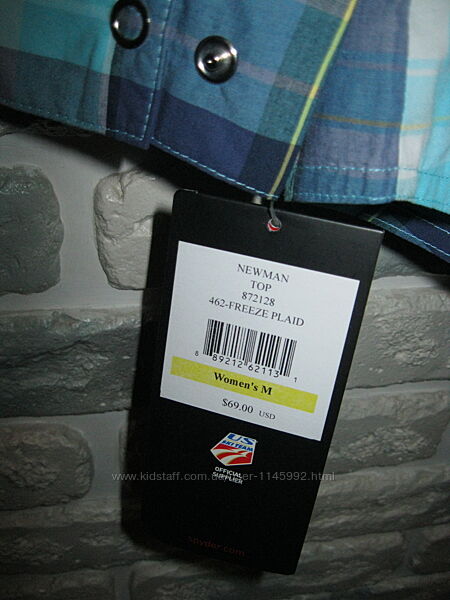 NEWMAN
TOP
872128
462-FREEZE PLAID
8 89212 62113 1
Women's M
$69.00 USD
US
SKI TEAM
OFFICIAL
SUPPLIER
www.kidstaff.com.ua/user-1145992.html
spyder.com